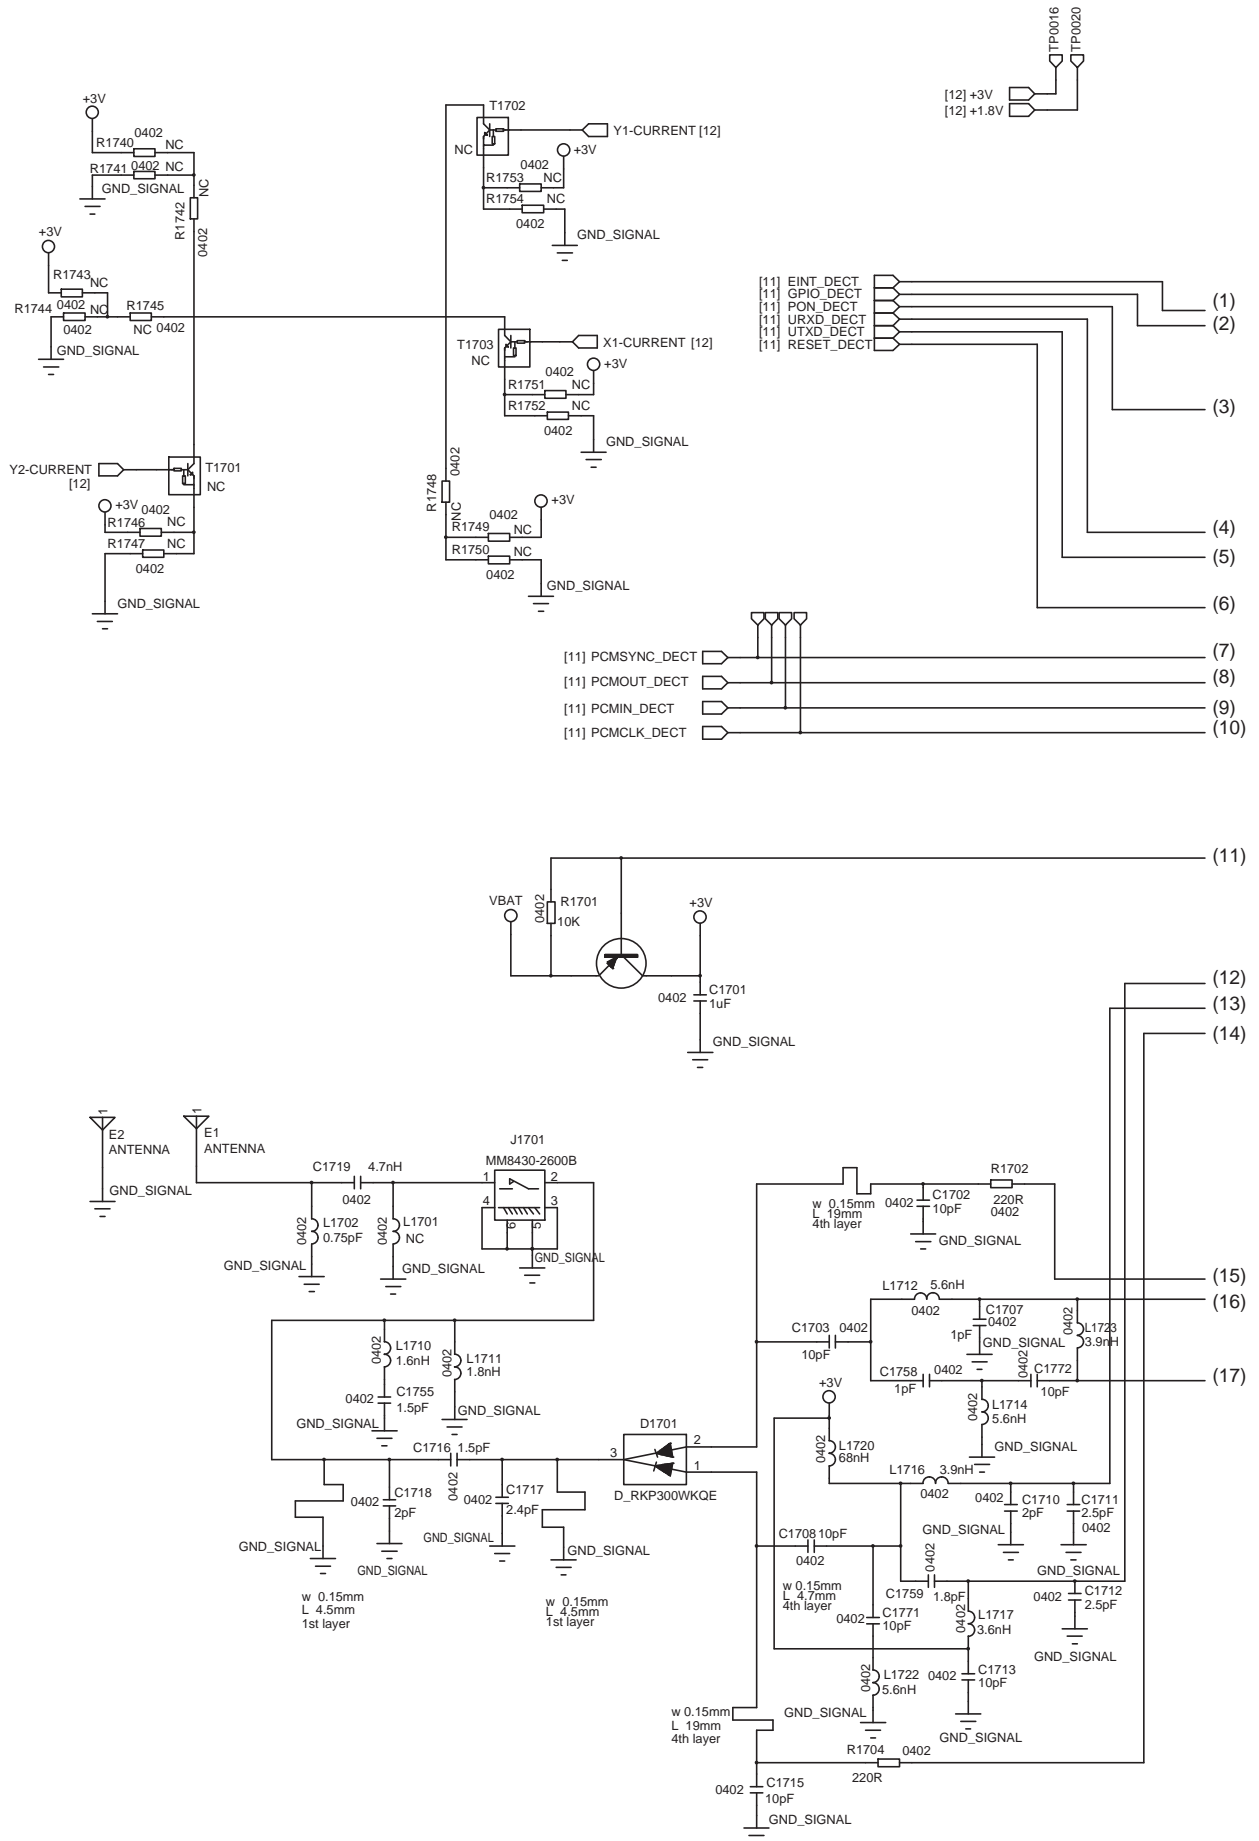 TP0016
TP0020
[12] +3V
[12] +1.8V
+3V
0402
R1740
NC
R1741 0402 NC
GND_SIGNAL
NC
R1742
0402
+3V
R1743
NC
0402
R1744
NC
R1745
0402
NC 0402
GND_SIGNAL
T1702
NC
Y1-CURRENT [12]
+3V
0402
R1753
NC
R1754
NC
0402
GND_SIGNAL
T1703
NC
X1-CURRENT [12]
+3V
0402
R1751
NC
R1752
NC
0402
GND_SIGNAL
Y2-CURRENT
[12]
T1701
NC
+3V 0402
R1746
NC
R1747
NC
0402
GND_SIGNAL
0402
R1748
NC
+3V
0402
R1749
NC
R1750
NC
0402
GND_SIGNAL
[11] EINT_DECT
[11] GPIO_DECT
[11] PON_DECT
[11] URXD_DECT
[11] UTXD_DECT
[11] RESET_DECT
(1)
(2)
(3)
(4)
(5)
(6)
[11] PCMSYNC_DECT
(7)
[11] PCMOUT_DECT
(8)
[11] PCMIN_DECT
(9)
[11] PCMCLK_DECT
(10)
(11)
VBAT
0402
R1701
10K
+3V
0402
C1701
1uF
GND_SIGNAL
(12)
(13)
(14)
1
E2
ANTENNA
GND_SIGNAL
1
E1
ANTENNA
C1719
4.7nH
0402
0402
L1702
0.75pF
GND_SIGNAL
0402
L1701
NC
GND_SIGNAL
J1701
MM8430-2600B
1
2
4
3
6
5
GND_SIGNAL
w 0.15mm
L 19mm
4th layer
0402
C1702
10pF
GND_SIGNAL
R1702
220R
0402
(15)
(16)
L1712
5.6nH
0402
C1703
0402
10pF
C1707
0402
1pF
GND_SIGNAL
0402
L1723
3.9nH
C1758
0402
1pF
0402
C1772
10pF
(17)
0402
L1714
5.6nH
GND_SIGNAL
0402
L1710
1.6nH
0402
C1755
1.5pF
GND_SIGNAL
0402
L1711
1.8nH
GND_SIGNAL
C1716
1.5pF
0402
0402
C1718
2pF
GND_SIGNAL
GND_SIGNAL
w 0.15mm
L 4.5mm
1st layer
0402
C1717
2.4pF
GND_SIGNAL
GND_SIGNAL
w 0.15mm
L 4.5mm
1st layer
D1701
3
2
1
D_RKP300WKQE
+3V
0402
L1720
68nH
L1716
3.9nH
0402
0402
C1710
2pF
GND_SIGNAL
C1711
2.5pF
0402
GND_SIGNAL
C1708
10pF
0402
w 0.15mm
L 4.7mm
4th layer
0402
C1759
1.8pF
0402
C1771
10pF
0402
L1722
5.6nH
GND_SIGNAL
0402
L1717
3.6nH
0402
C1712
2.5pF
GND_SIGNAL
0402
C1713
10pF
GND_SIGNAL
w 0.15mm
L 19mm
4th layer
R1704
0402
220R
0402
C1715
10pF
GND_SIGNAL